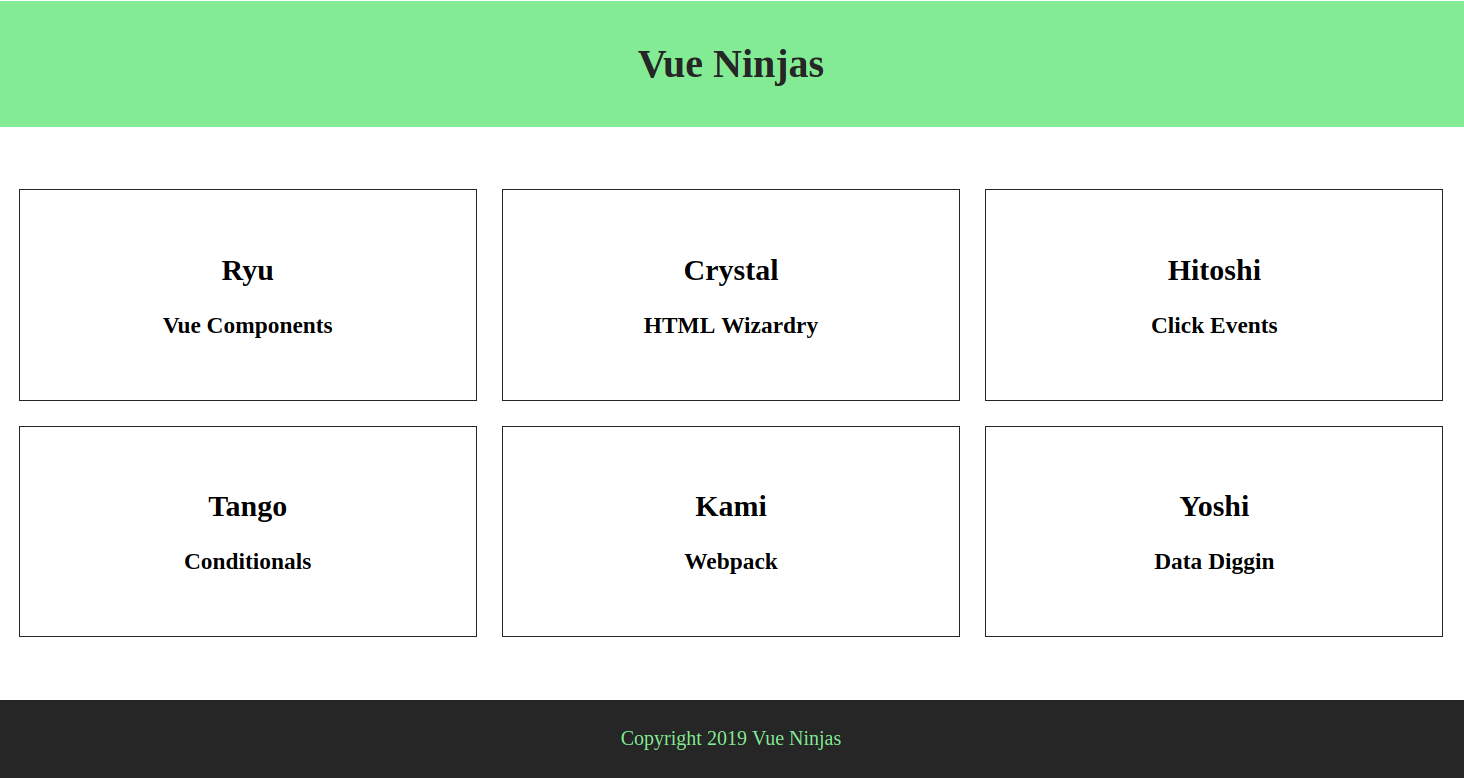 Vue Ninjas
Ryu
Vue Components
Crystal
HTML Wizardry
Hitoshi
Click Events
Tango
Conditionals
Kami
Webpack
Yoshi
Data Diggin
Copyright 2019 Vue Ninjas